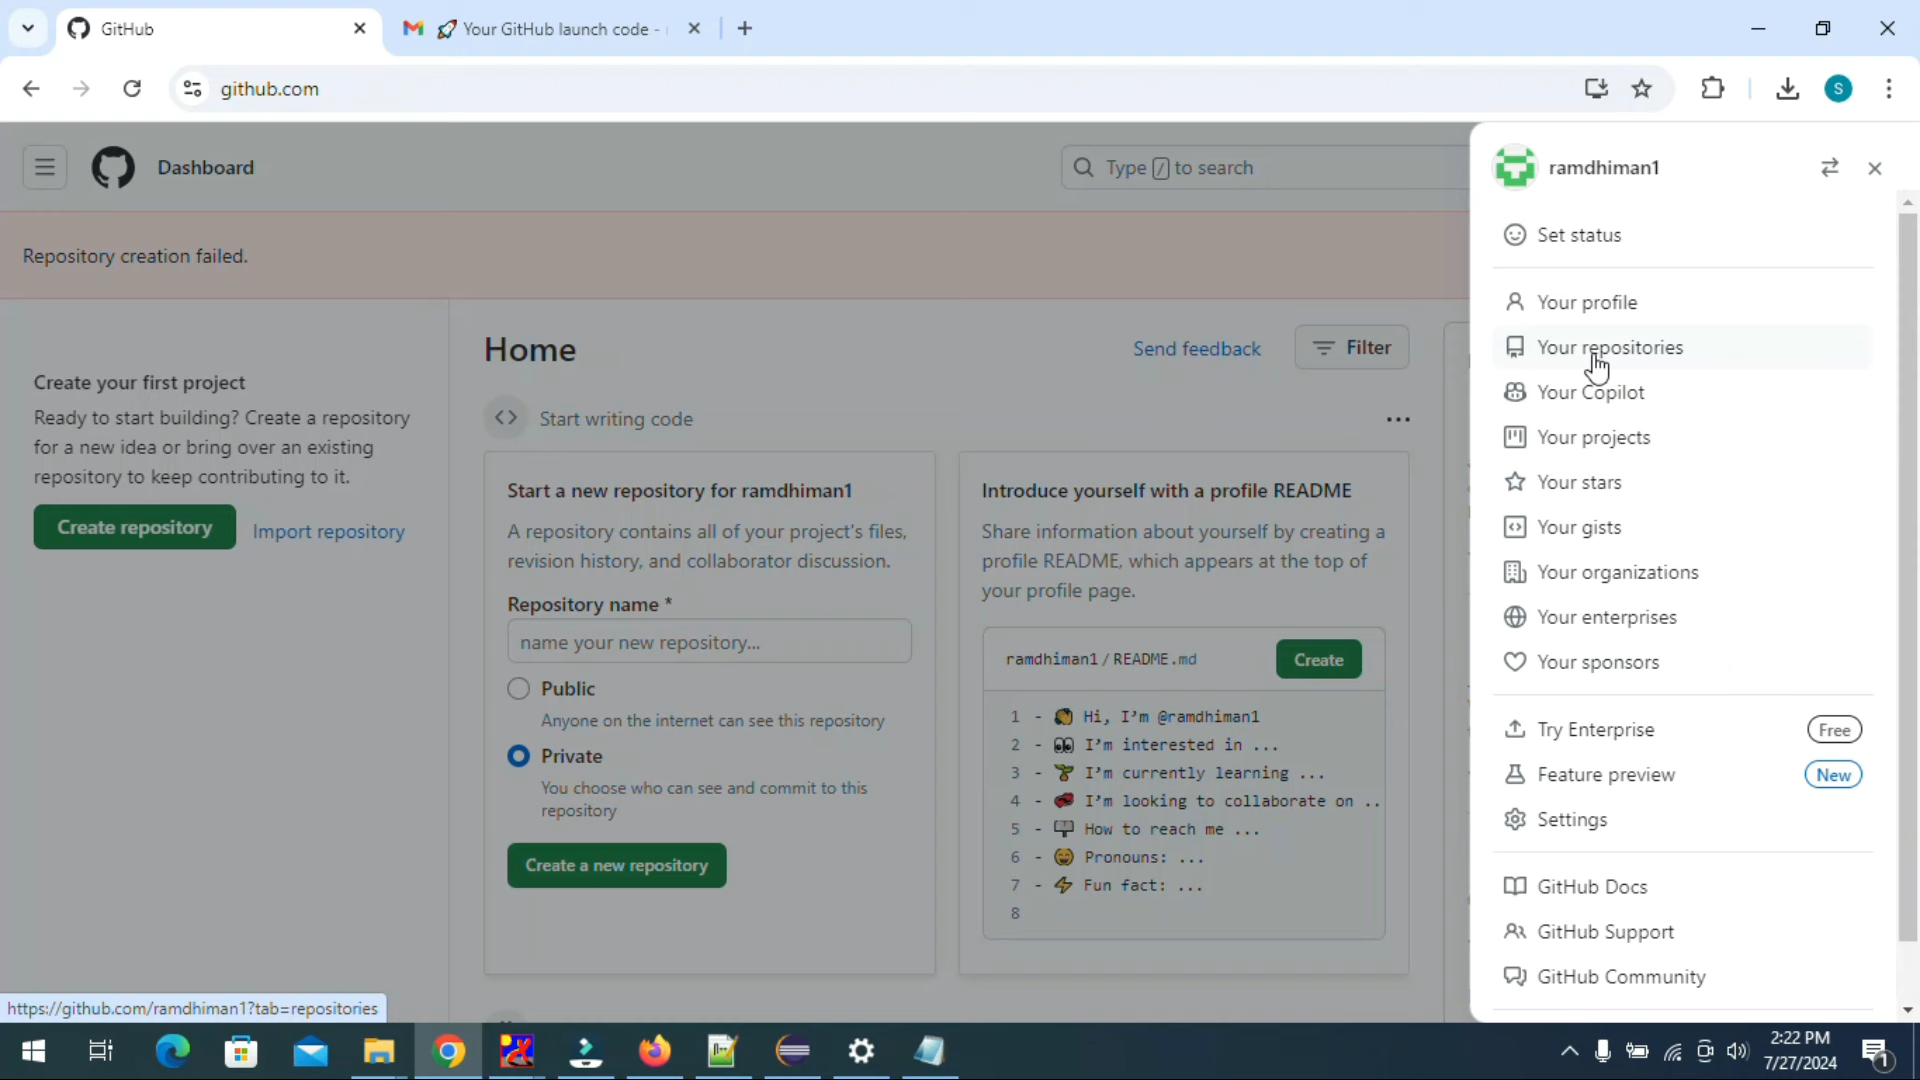 GitHub
🚀 Your GitHub launch code -
github.com
S
Dashboard
Type / to search
Repository creation failed.
Create your first project
Ready to start building? Create a repository
for a new idea or bring over an existing
repository to keep contributing to it.
Create repository
Import repository
Home
Send feedback
Filter
Start writing code
Start a new repository for ramdhiman1
A repository contains all of your project's files,
revision history, and collaborator discussion.
Repository name *
name your new repository...
Public
Anyone on the internet can see this repository
Private
You choose who can see and commit to this
repository
Create a new repository
Introduce yourself with a profile README
Share information about yourself by creating a
profile README, which appears at the top of
your profile page.
ramdhiman1 / README.md
Create
1 - 👋 Hi, I'm @ramdhiman1
2 - 👀 I'm interested in ...
3 - 🌱 I'm currently learning ...
4 - 💞️ I'm looking to collaborate on ..
5 - 📫 How to reach me ...
6 - 😄 Pronouns: ...
7 - ⚡ Fun fact: ...
8
ramdhiman1
Set status
Your profile
Your repositories
Your Copilot
Your projects
Your stars
Your gists
Your organizations
Your enterprises
Your sponsors
Try Enterprise
Free
Feature preview
New
Settings
GitHub Docs
GitHub Support
GitHub Community
https://github.com/ramdhiman1?tab=repositories
2:22 PM
7/27/2024
1